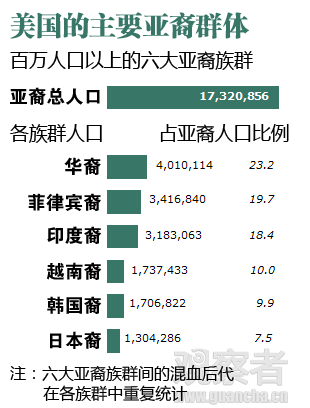 美国的主要亚裔群体
百万人口以上的六大亚裔族群
亚裔总人口 17,320,856
各族群人口 占亚裔人口比例
华裔 4,010,114 23.2
菲律宾裔 3,416,840 19.7
印度裔 3,183,063 18.4
越南裔 1,737,433 10.0
韩国裔 1,706,822 9.9
日本裔 1,304,286 7.5
观察者
www.guancha.cn
注：六大亚裔族群间的混血后代
在各族群中重复统计